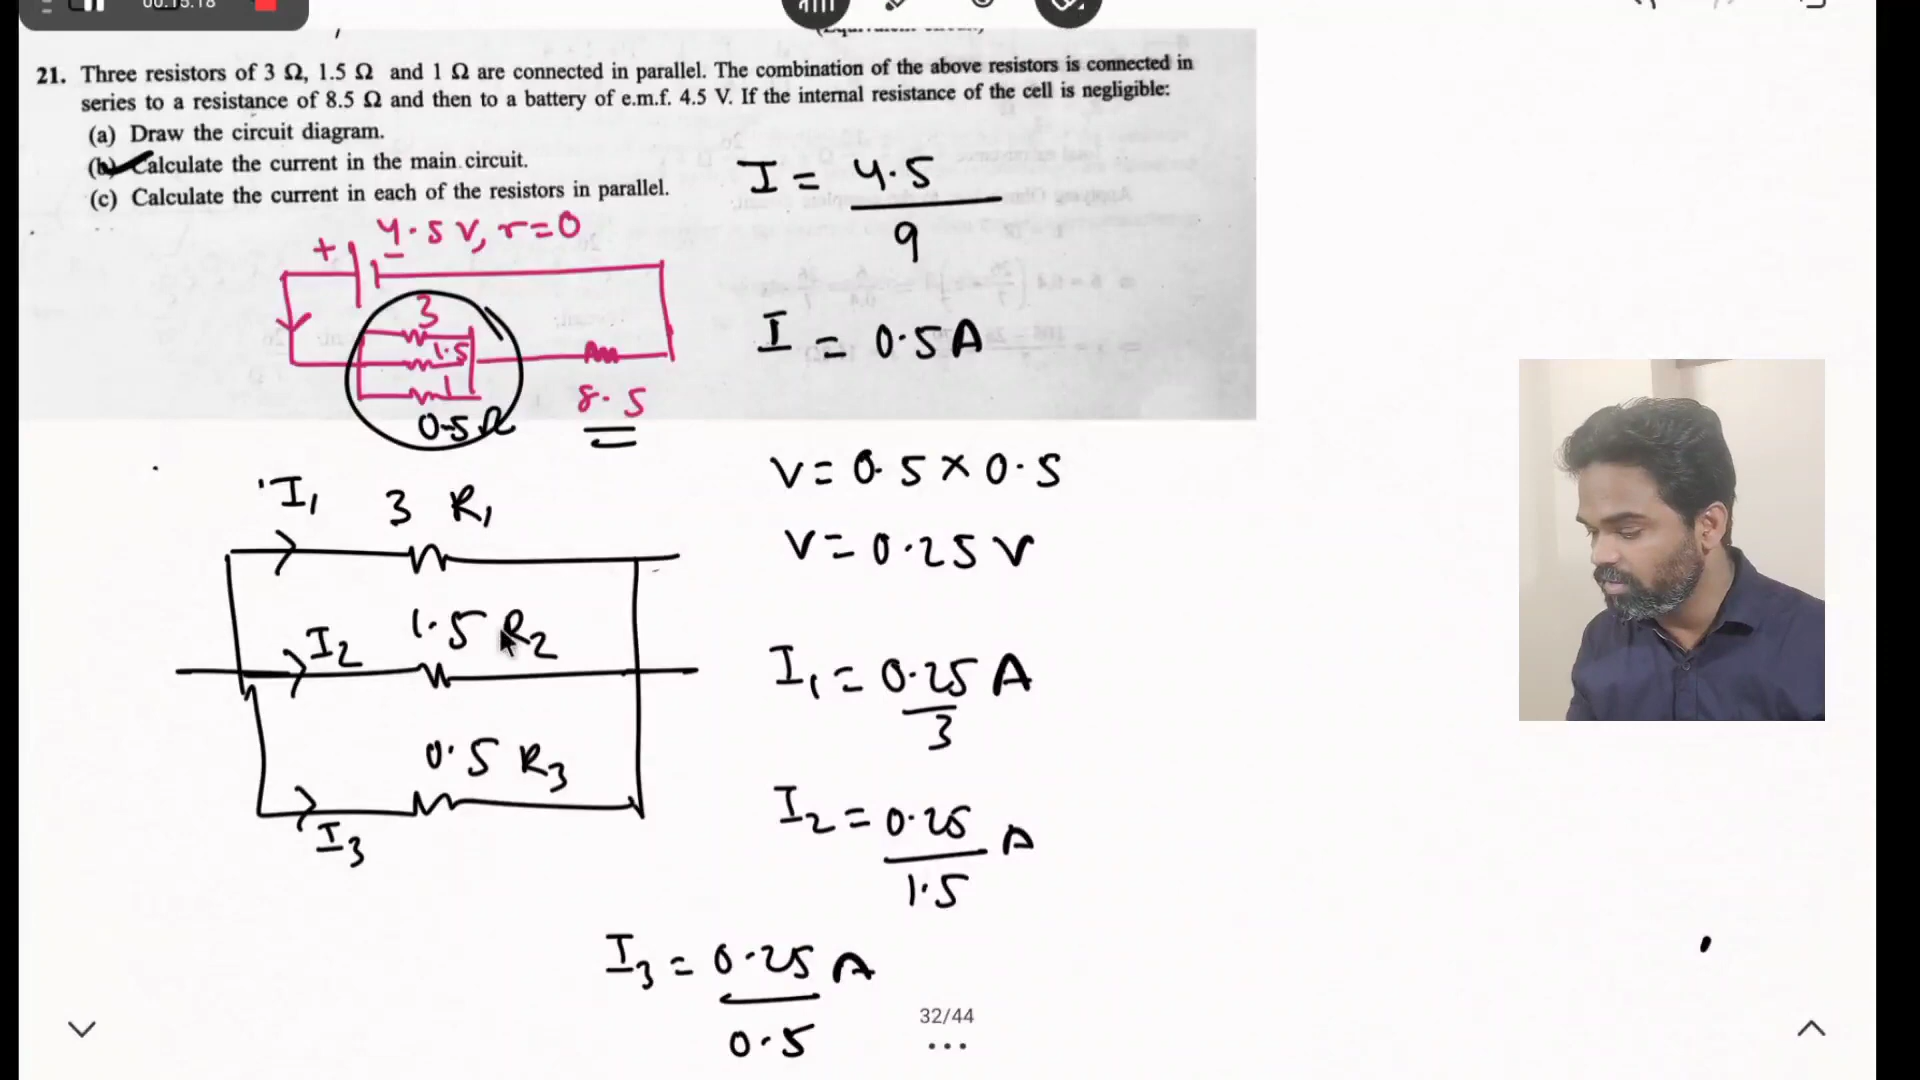 00:15:18
21. Three resistors of 3 Ω, 1.5 Ω and 1 Ω are connected in parallel. The combination of the above resistors is connected in
series to a resistance of 8.5 Ω and then to a battery of e.m.f. 4.5 V. If the internal resistance of the cell is negligible:
(a) Draw the circuit diagram.
(b) Calculate the current in the main circuit.
(c) Calculate the current in each of the resistors in parallel.
I = 4.5
9
+ 4.5 V, r=0
3
1.5
1
0.5 Ω
8.5
I = 0.5 A
V = 0.5 × 0.5
V = 0.25 V
I1 3 R1
I2 1.5 R2
0.5 R3
I3
I1 = 0.25 A
3
I2 = 0.25 A
1.5
I3 = 0.25 A
0.5
32/44